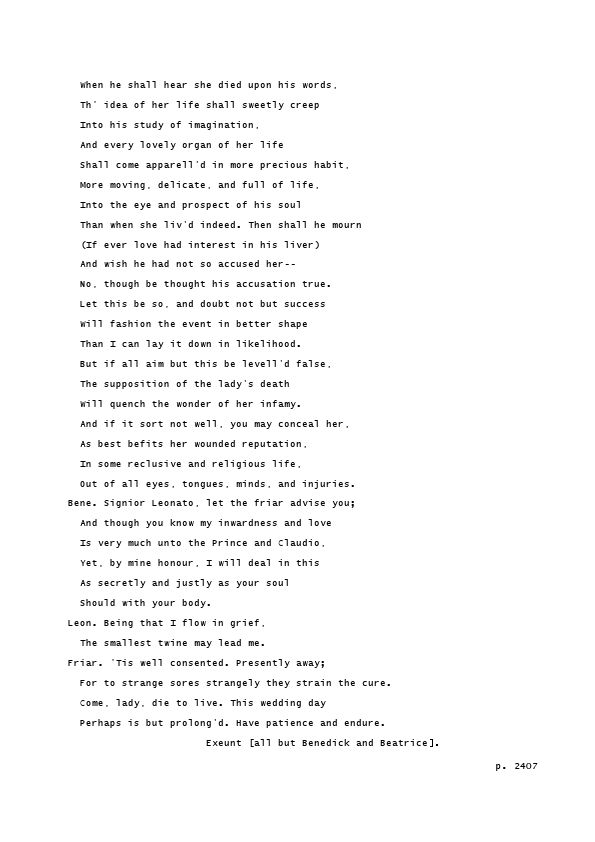 When he shall hear she died upon his words,
Th' idea of her life shall sweetly creep
Into his study of imagination,
And every lovely organ of her life
Shall come apparell'd in more precious habit,
More moving, delicate, and full of life,
Into the eye and prospect of his soul
Than when she liv'd indeed. Then shall he mourn
(If ever love had interest in his liver)
And wish he had not so accused her--
No, though be thought his accusation true.
Let this be so, and doubt not but success
Will fashion the event in better shape
Than I can lay it down in likelihood.
But if all aim but this be levell'd false,
The supposition of the lady's death
Will quench the wonder of her infamy.
And if it sort not well, you may conceal her,
As best befits her wounded reputation,
In some reclusive and religious life,
Out of all eyes, tongues, minds, and injuries.
Bene. Signior Leonato, let the friar advise you;
And though you know my inwardness and love
Is very much unto the Prince and Claudio,
Yet, by mine honour, I will deal in this
As secretly and justly as your soul
Should with your body.
Leon. Being that I flow in grief,
The smallest twine may lead me.
Friar. 'Tis well consented. Presently away;
For to strange sores strangely they strain the cure.
Come, lady, die to live. This wedding day
Perhaps is but prolong'd. Have patience and endure.
Exeunt [all but Benedick and Beatrice].
p. 2407